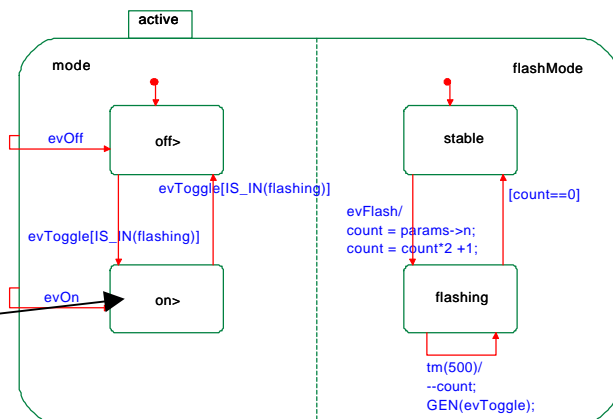 active
mode
flashMode
evOff
off>
stable
evToggle[IS_IN(flashing)]
[count==0]
evFlash/
count = params->n;
count = count*2 +1;
evToggle[IS_IN(flashing)]
evOn
on>
flashing
tm(500)/
--count;
GEN(evToggle);